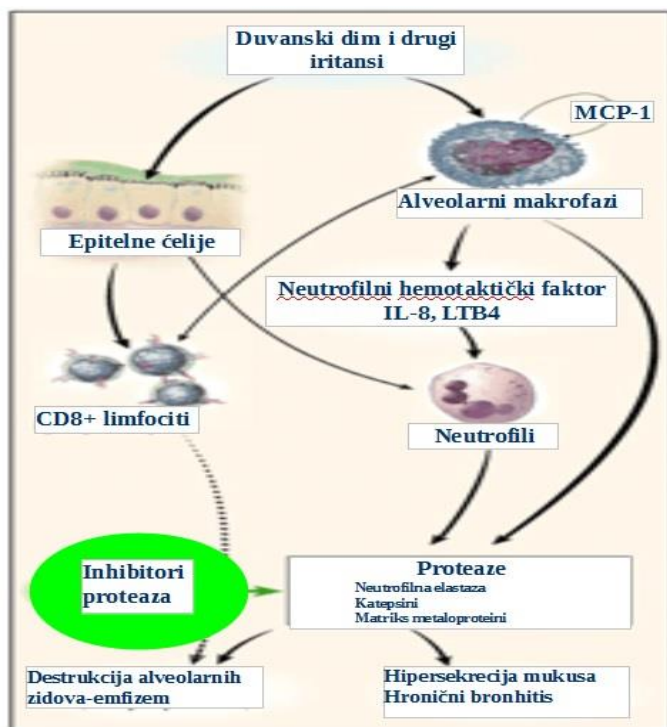 Duvanski dim i drugi
iritansi
MCP-1
Alveolarni makrofazi
Epitelne ćelije
Neutrofilni hemotaktički faktor
IL-8, LTB4
CD8+ limfociti
Neutrofili
Inhibitori
proteaza
Proteaze
Neutrofilna elastaza
Katepsini
Matriks metaloproteini
Destrukcija alveolarnih
zidova-emfizem
Hipersekrecija mukusa
Hronični bronhitis